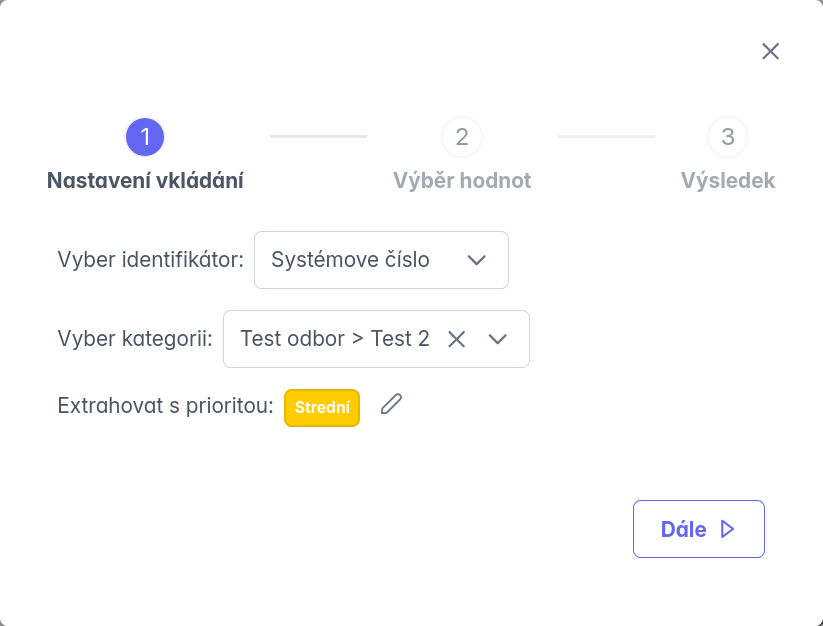 1
2
3
Nastavení vkládání
Výběr hodnot
Výsledek
Vyber identifikátor: Systémove číslo
Vyber kategorii: Test odbor > Test 2
Extrahovat s prioritou: Strední
Dále